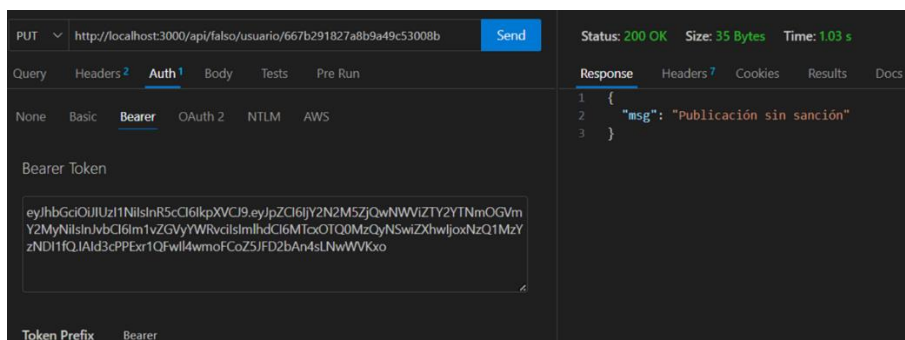 PUT http://localhost:3000/api/falso/usuario/667b291827a8b9a49c53008b Send
Query Headers 2 Auth 1 Body Tests Pre Run
None Basic Bearer OAuth 2 NTLM AWS
Bearer Token
eyJhbGciOiJIUzI1NiIsInR5cCI6IkpXVCJ9.eyJpZCI6IjY2N2M5ZjQwNWViZTY2YTNmOGVm
Y2MyNiIsInJvbCI6Im1vZGVyYWRvciIsImlhdCI6MTcxOTQ0MzQyNSwiZXhwIjoxNzQ1MzY
zNDI1fQ.IAId3cPPExr1QFwIl4wmoFCoZ5JFD2bAn4sLNwWVKxo
Token Prefix Bearer
Status: 200 OK Size: 35 Bytes Time: 1.03 s
Response Headers 7 Cookies Results Docs
1 {
2 "msg": "Publicación sin sanción"
3 }